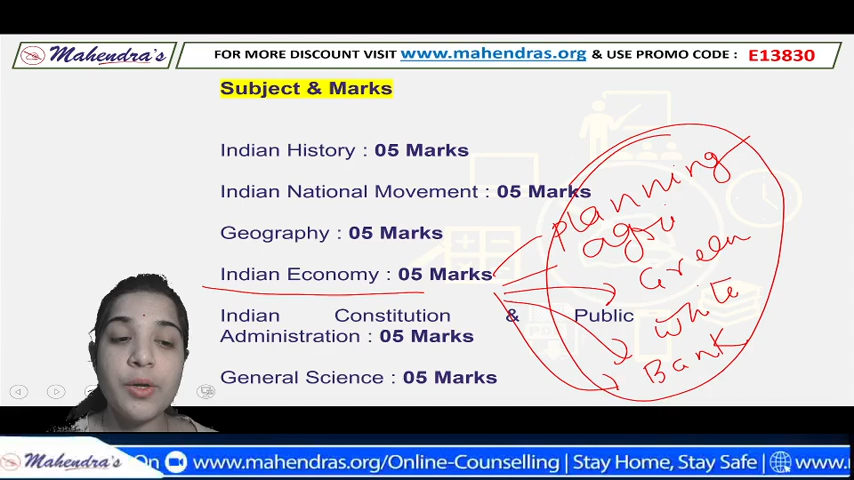 Mahendra's
FOR MORE DISCOUNT VISIT www.mahendras.org & USE PROMO CODE : E13830
Subject & Marks
Indian History : 05 Marks
Indian National Movement : 05 Marks
Geography : 05 Marks
Indian Economy : 05 Marks
Indian Constitution & Public
Administration : 05 Marks
General Science : 05 Marks
Planning
agri
Green
white
Bank
Mahendra's On www.mahendras.org/Online-Counselling | Stay Home, Stay Safe | www.